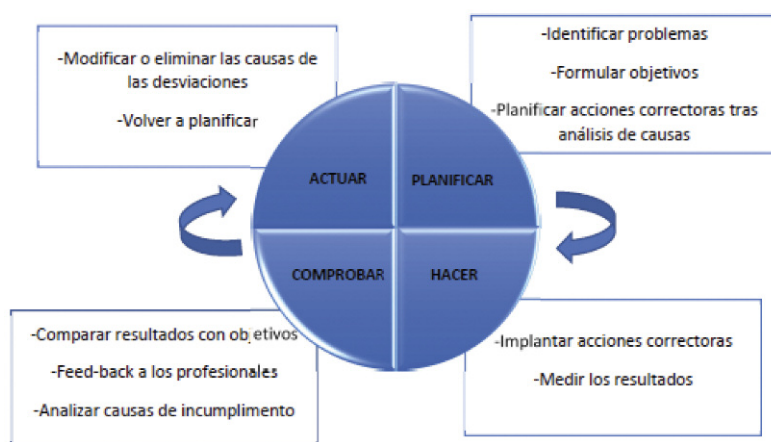 -Modificar o eliminar las causas de
las desviaciones
-Volver a planificar
-Identificar problemas
-Formular objetivos
-Planificar acciones correctoras tras
análisis de causas
ACTUAR
PLANIFICAR
COMPROBAR
HACER
-Comparar resultados con objetivos
-Feed-back a los profesionales
-Analizar causas de incumplimento
-Implantar acciones correctoras
-Medir los resultados